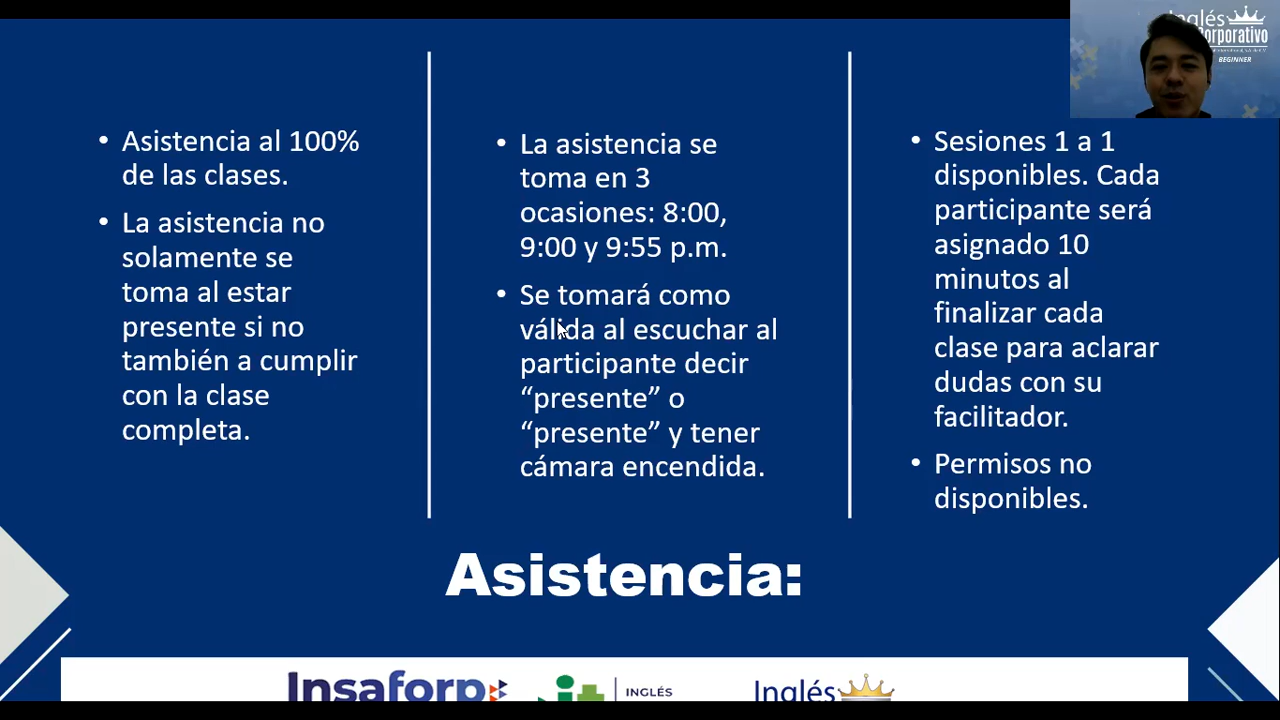 • Asistencia al 100%
de las clases.
• La asistencia no
solamente se
toma al estar
presente si no
también a cumplir
con la clase
completa.
• La asistencia se
toma en 3
ocasiones: 8:00,
9:00 y 9:55 p.m.
• Se tomará como
válida al escuchar al
participante decir
“presente” o
“presente” y tener
cámara encendida.
• Sesiones 1 a 1
disponibles. Cada
participante será
asignado 10
minutos al
finalizar cada
clase para aclarar
dudas con su
facilitador.
• Permisos no
disponibles.
Asistencia:
Insaforp
INGLÉS
Inglés
Inglés
Corporativo
BEGINNER